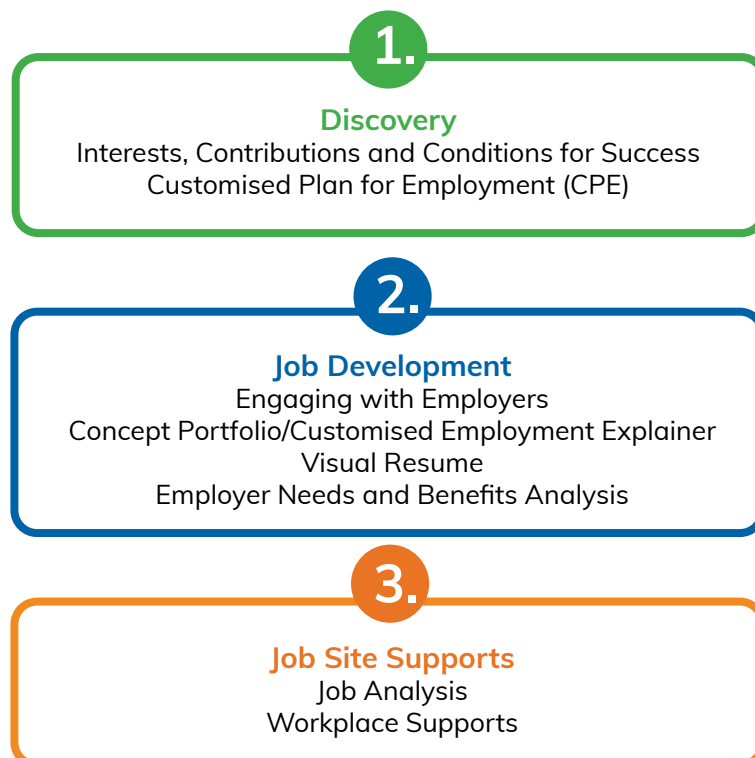 1.
Discovery
Interests, Contributions and Conditions for Success
Customised Plan for Employment (CPE)
2.
Job Development
Engaging with Employers
Concept Portfolio/Customised Employment Explainer
Visual Resume
Employer Needs and Benefits Analysis
3.
Job Site Supports
Job Analysis
Workplace Supports